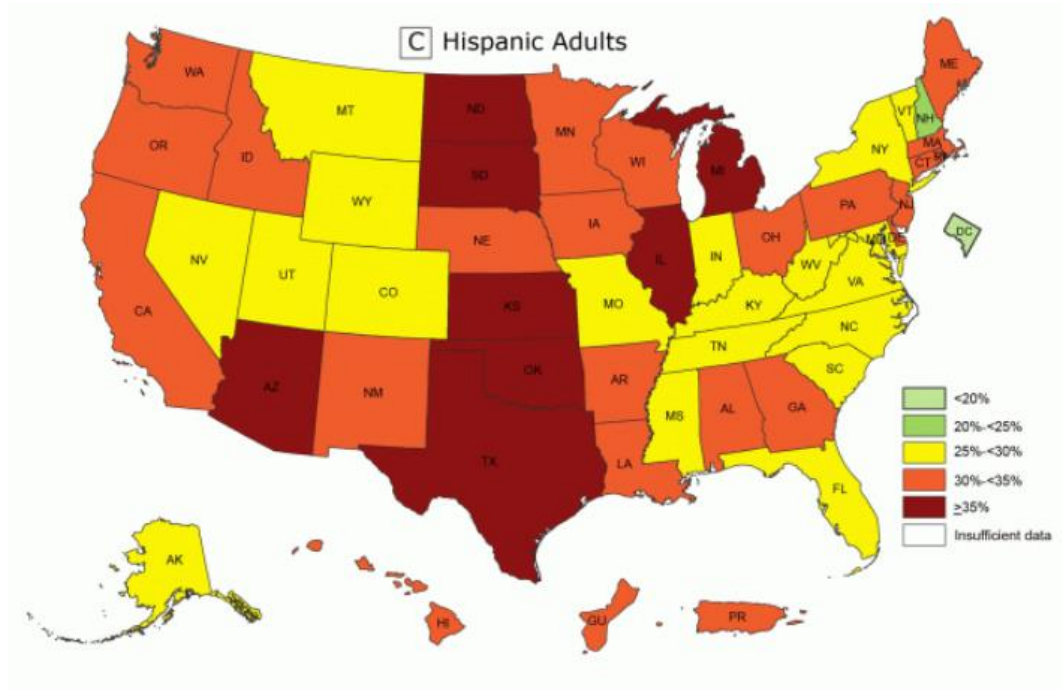 C Hispanic Adults
WA
ME
MT
ND
VT
MN
NH
OR
ID
WI
NY
MA
SD
MI
CT
RI
WY
PA
NJ
IA
NE
DC
OH
MD
DE
NV
IN
IL
UT
WV
CO
VA
MO
KY
KS
CA
NC
TN
OK
AZ
AR
SC
NM
MS
AL
GA
TX
LA
FL
<20%
20%-<25%
25%-<30%
30%-<35%
≥35%
Insufficient data
AK
HI
GU
PR